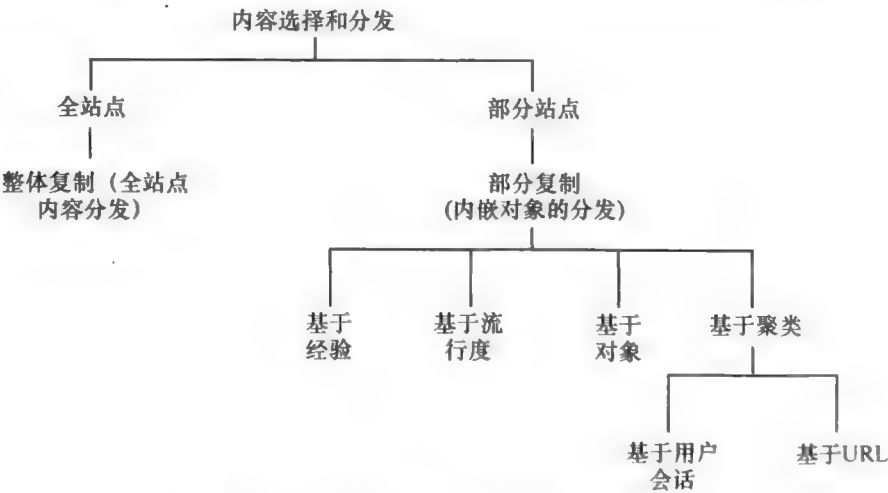 内容选择和分发
全站点
部分站点
整体复制（全站点
内容分发）
部分复制
(内嵌对象的分发)
基于
经验
基于流
行度
基于
对象
基于聚类
基于用户
会话
基于URL